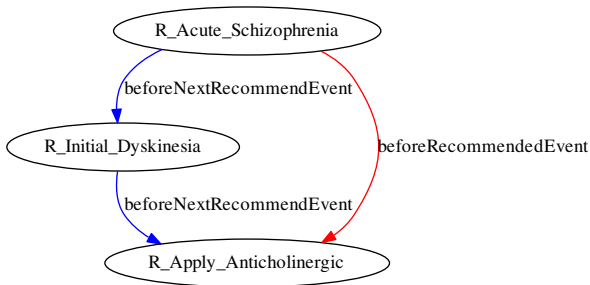 R_Acute_Schizophrenia
beforeNextRecommendEvent
R_Initial_Dyskinesia
beforeRecommendedEvent
beforeNextRecommendEvent
R_Apply_Anticholinergic